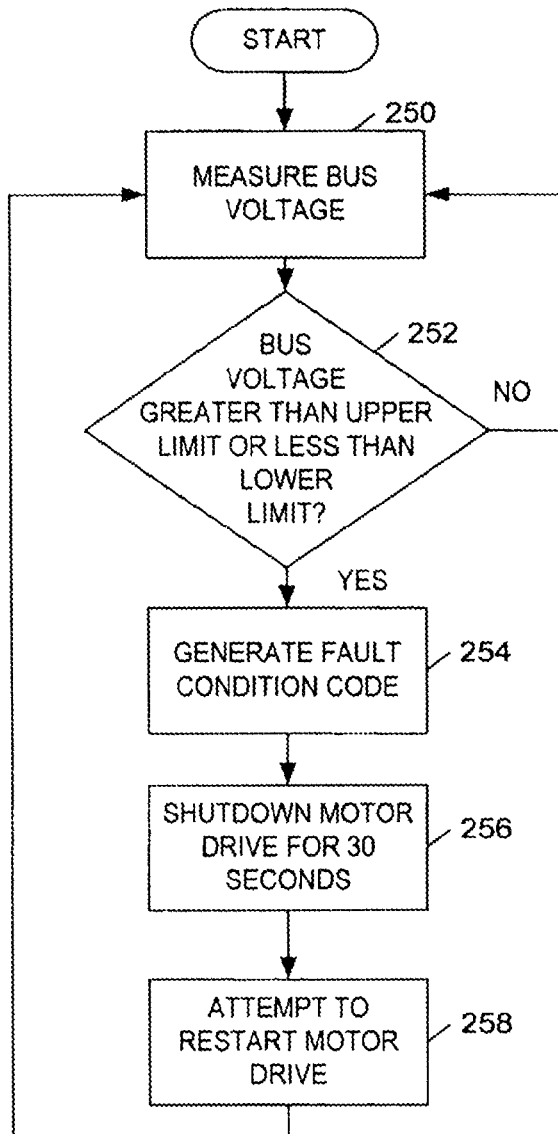 START
250
MEASURE BUS
VOLTAGE
252
BUS
VOLTAGE
GREATER THAN UPPER
LIMIT OR LESS THAN
LOWER
LIMIT?
NO
YES
GENERATE FAULT
CONDITION CODE
254
SHUTDOWN MOTOR
DRIVE FOR 30
SECONDS
256
ATTEMPT TO
RESTART MOTOR
DRIVE
258